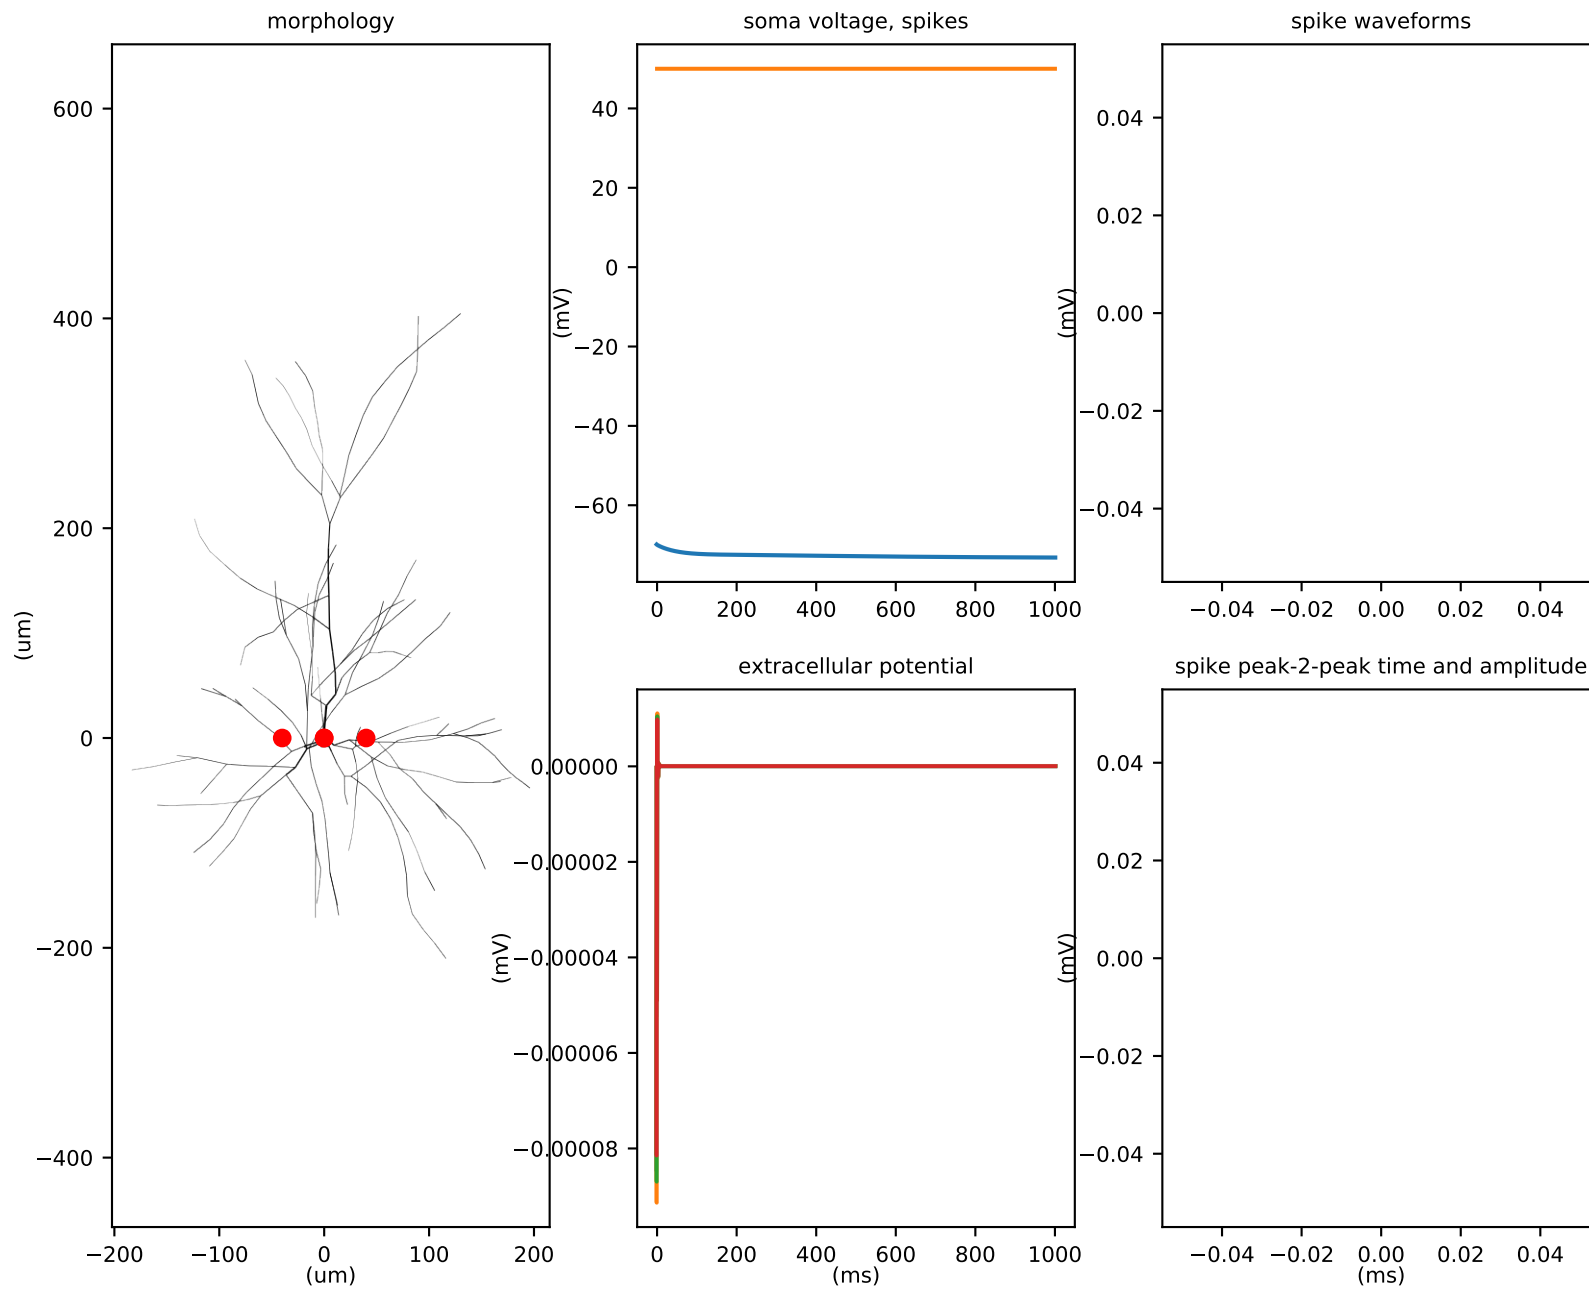 morphology
600
400
200
0
−200
−400
(um)
−200 −100 0 100 200
(um)
soma voltage, spikes
40
20
0
−20
−40
−60
(mV)
0 200 400 600 800 1000
spike waveforms
0.04
0.02
0.00
−0.02
−0.04
(mV)
−0.04 −0.02 0.00 0.02 0.04
extracellular potential
0.00000
−0.00002
−0.00004
−0.00006
−0.00008
(mV)
0 200 400 600 800 1000
(ms)
spike peak-2-peak time and amplitude
0.04
0.02
0.00
−0.02
−0.04
(mV)
−0.04 −0.02 0.00 0.02 0.04
(ms)